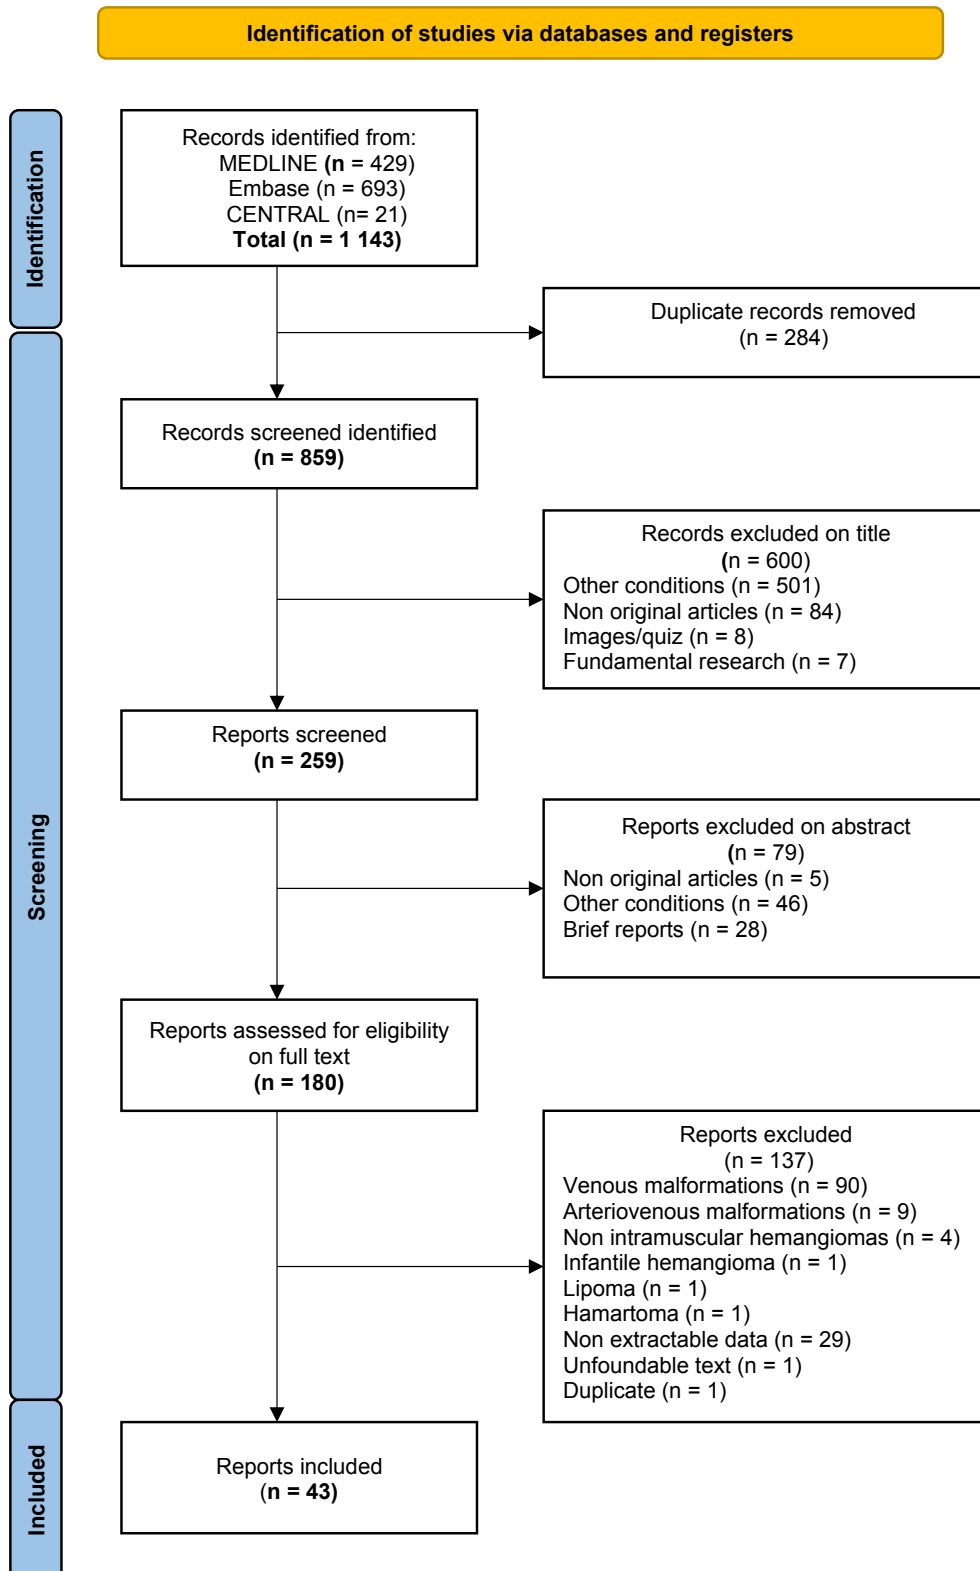 Identification of studies via databases and registers
Identification
Records identified from:
MEDLINE (n = 429)
Embase (n = 693)
CENTRAL (n= 21)
Total (n = 1 143)
Duplicate records removed
(n = 284)
Screening
Records screened identified
(n = 859)
Records excluded on title
(n = 600)
Other conditions (n = 501)
Non original articles (n = 84)
Images/quiz (n = 8)
Fundamental research (n = 7)
Reports screened
(n = 259)
Reports excluded on abstract
(n = 79)
Non original articles (n = 5)
Other conditions (n = 46)
Brief reports (n = 28)
Reports assessed for eligibility
on full text
(n = 180)
Reports excluded
(n = 137)
Venous malformations (n = 90)
Arteriovenous malformations (n = 9)
Non intramuscular hemangiomas (n = 4)
Infantile hemangioma (n = 1)
Lipoma (n = 1)
Hamartoma (n = 1)
Non extractable data (n = 29)
Unfoundable text (n = 1)
Duplicate (n = 1)
Included
Reports included
(n = 43)